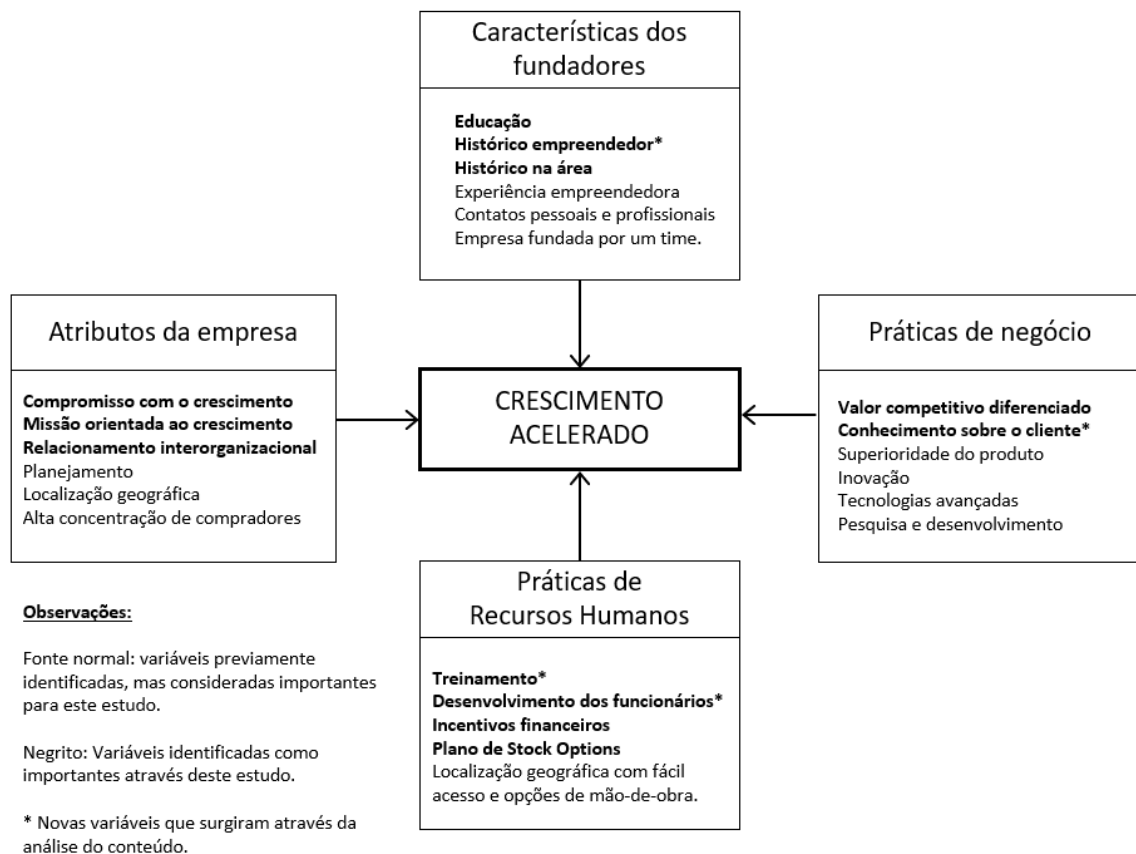 Características dos
fundadores
Educação
Histórico empreendedor*
Histórico na área
Experiência empreendedora
Contatos pessoais e profissionais
Empresa fundada por um time.
Atributos da empresa
Compromisso com o crescimento
Missão orientada ao crescimento
Relacionamento interorganizacional
Planejamento
Localização geográfica
Alta concentração de compradores
CRESCIMENTO
ACELERADO
Práticas de negócio
Valor competitivo diferenciado
Conhecimento sobre o cliente*
Superioridade do produto
Inovação
Tecnologias avançadas
Pesquisa e desenvolvimento
Práticas de
Recursos Humanos
Treinamento*
Desenvolvimento dos funcionários*
Incentivos financeiros
Plano de Stock Options
Localização geográfica com fácil
acesso e opções de mão-de-obra.
Observações:
Fonte normal: variáveis previamente
identificadas, mas consideradas importantes
para este estudo.
Negrito: Variáveis identificadas como
importantes através deste estudo.
* Novas variáveis que surgiram através da
análise do conteúdo.